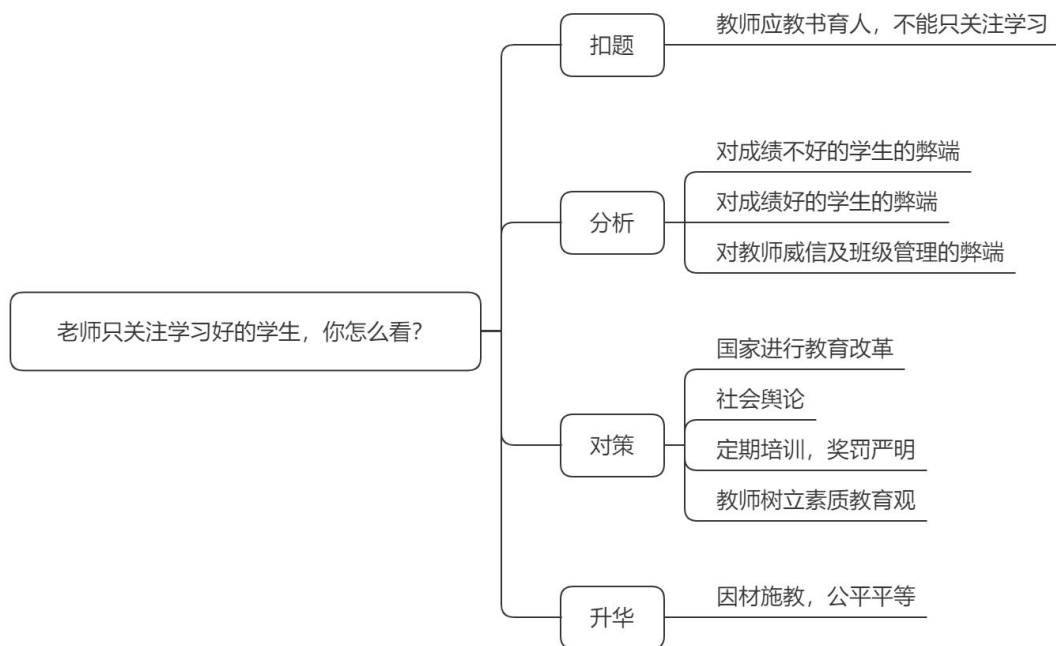 老师只关注学习好的学生，你怎么看？
扣题
教师应教书育人，不能只关注学习
分析
对成绩不好的学生的弊端
对成绩好的学生的弊端
对教师威信及班级管理的弊端
对策
国家进行教育改革
社会舆论
定期培训，奖罚严明
教师树立素质教育观
升华
因材施教，公平平等